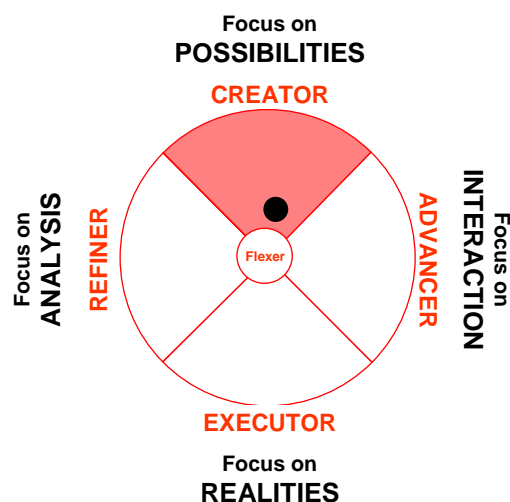 Focus on
POSSIBILITIES
CREATOR
Focus on
ANALYSIS
REFINER
Flexer
ADVANCER
Focus on
INTERACTION
EXECUTOR
Focus on
REALITIES